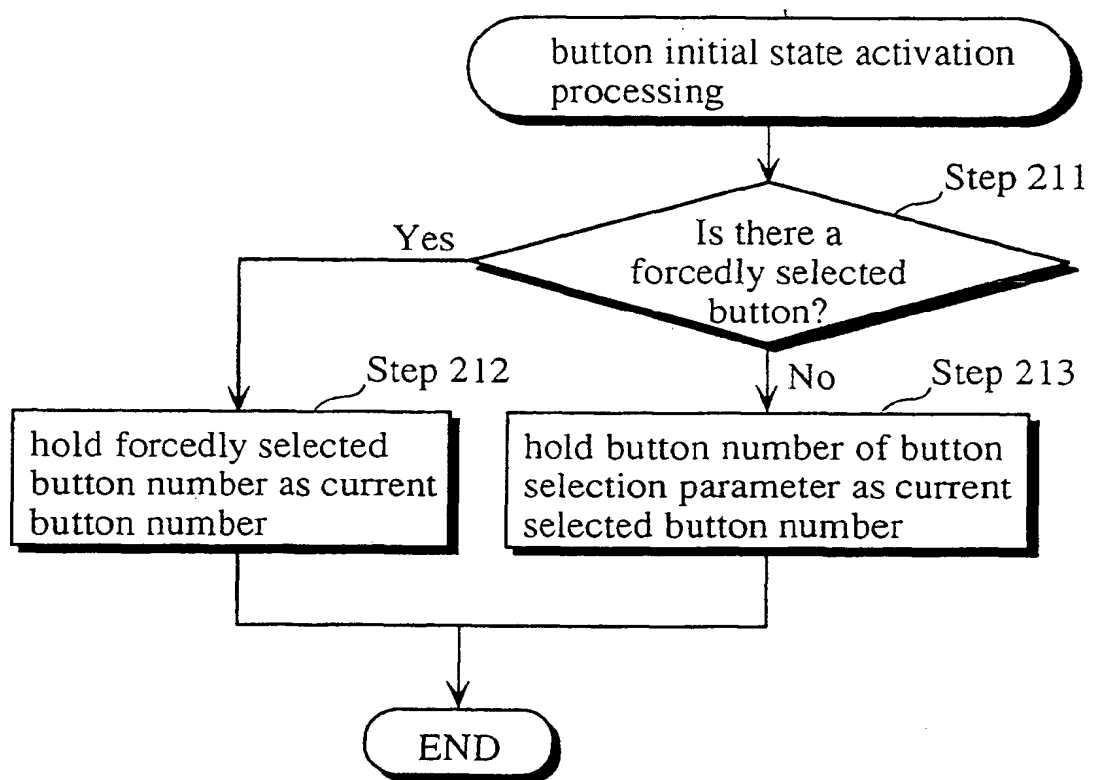 button initial state activation
processing
Step 211
Yes
Is there a
forcedly selected
button?
Step 212
No
Step 213
hold forcedly selected
button number as current
button number
hold button number of button
selection parameter as current
selected button number
END